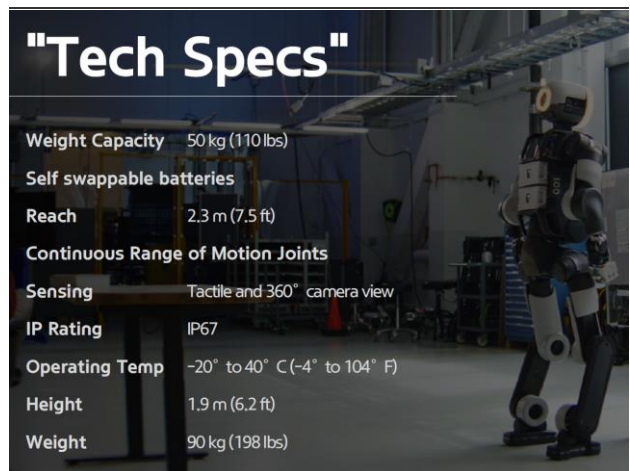 "Tech Specs"
Weight Capacity 50 kg (110 lbs)
Self swappable batteries
Reach 2.3 m (7.5 ft)
Continuous Range of Motion Joints
Sensing Tactile and 360° camera view
IP Rating IP67
Operating Temp -20° to 40° C (-4° to 104° F)
Height 1.9 m (6.2 ft)
Weight 90 kg (198 lbs)
001